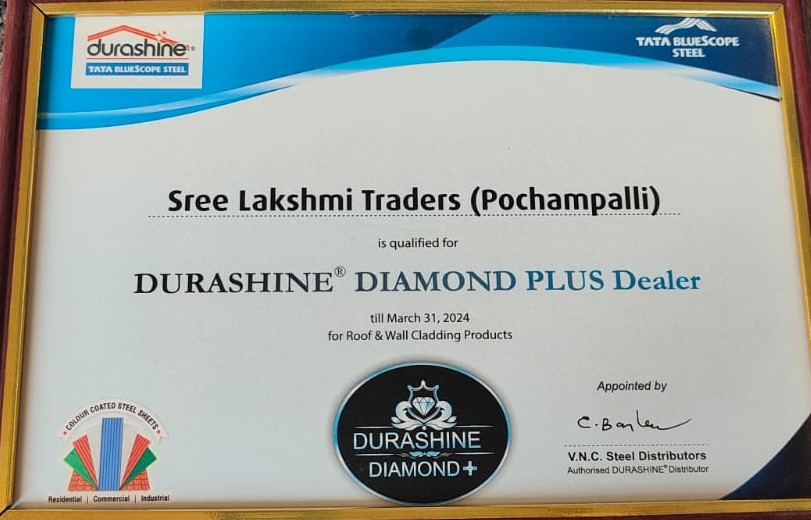 durashine®
TATA BLUESCOPE STEEL
TATA BLUESCOPE
STEEL
Sree Lakshmi Traders (Pochampalli)
is qualified for
DURASHINE® DIAMOND PLUS Dealer
till March 31, 2024
for Roof & Wall Cladding Products
COLOUR COATED STEEL SHEETS
Residential | Commercial | Industrial
DURASHINE
DIAMOND+
Appointed by
V.N.C. Steel Distributors
Authorised DURASHINE® Distributor